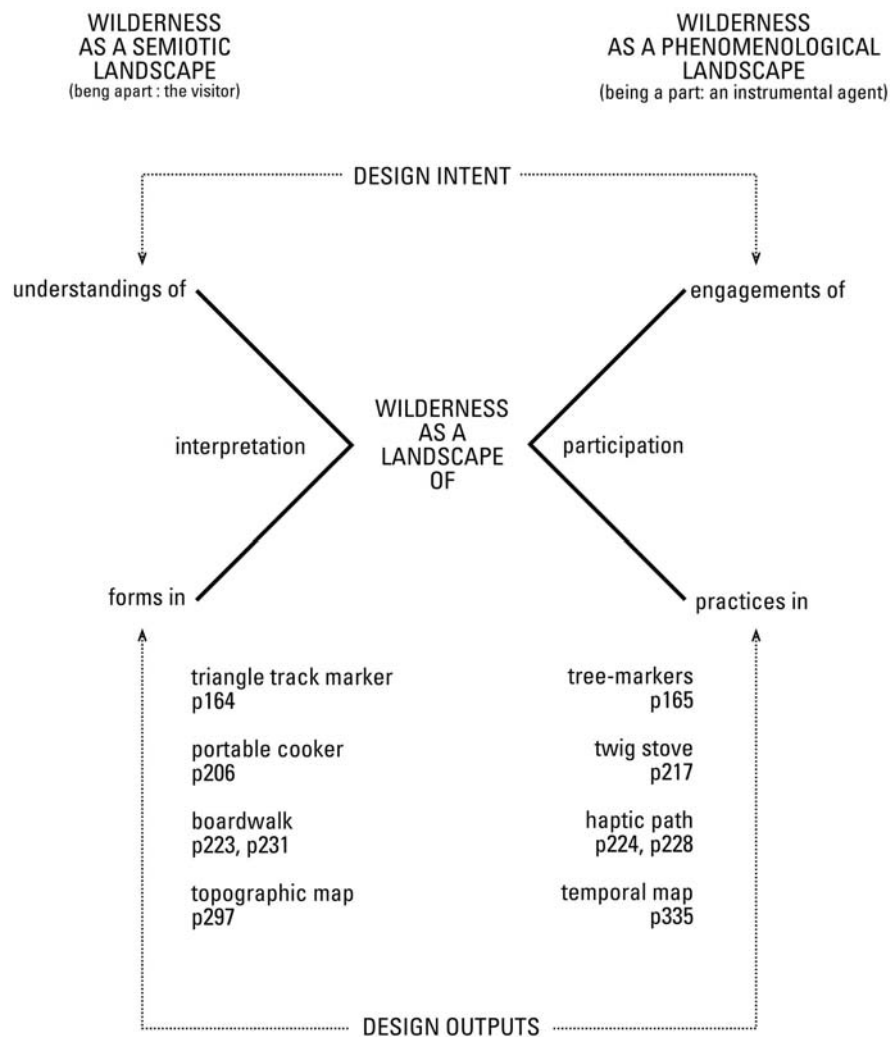 WILDERNESS
AS A SEMIOTIC
LANDSCAPE
(beng apart : the visitor)
WILDERNESS
AS A PHENOMENOLOGICAL
LANDSCAPE
(being a part: an instrumental agent)
DESIGN INTENT
understandings of
engagements of
interpretation
WILDERNESS
AS A
LANDSCAPE
OF
participation
forms in
practices in
triangle track marker
p164
tree-markers
p165
portable cooker
p206
twig stove
p217
boardwalk
p223, p231
haptic path
p224, p228
topographic map
p297
temporal map
p335
DESIGN OUTPUTS